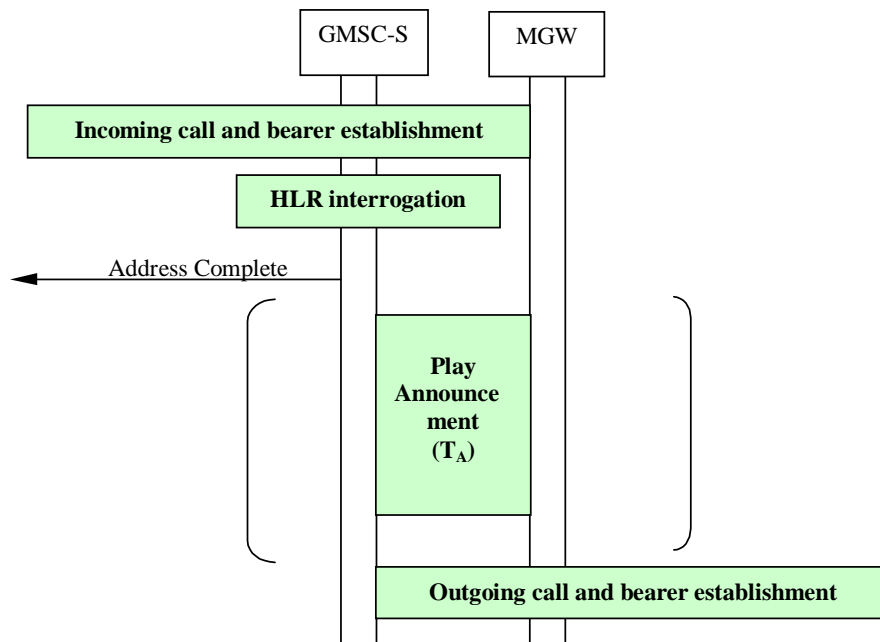 GMSC-S
MGW
Incoming call and bearer establishment
HLR interrogation
Address Complete
Play
Announce
ment
(TA)
Outgoing call and bearer establishment